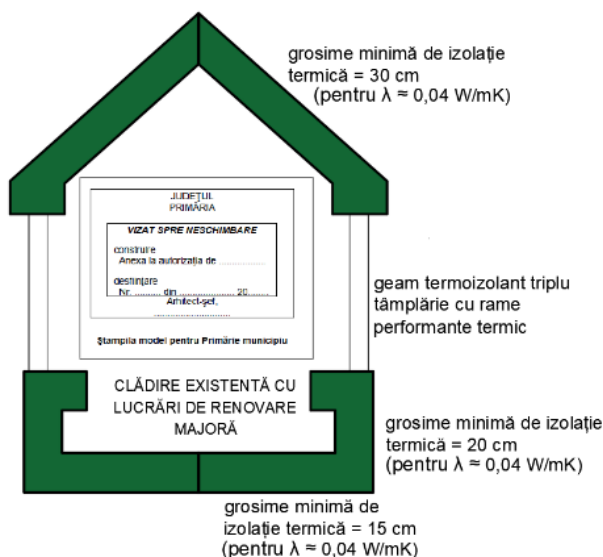 grosime minimă de izolație
termică = 30 cm
(pentru λ ≈ 0,04 W/mK)
JUDEȚUL
PRIMĂRIA
VIZAT SPRE NESCHIMBARE
construire
Anexa la autorizația de ....................
desființare
Nr. .......... din ...................... 20........
Arhitect-șef,
..........................
Ștampila model pentru Primărie municipiu
geam termoizolant triplu
tâmplărie cu rame
performante termic
CLĂDIRE EXISTENTĂ CU
LUCRĂRI DE RENOVARE
MAJORĂ
grosime minimă de izolație
termică = 20 cm
(pentru λ ≈ 0,04 W/mK)
grosime minimă de
izolație termică = 15 cm
(pentru λ ≈ 0,04 W/mK)